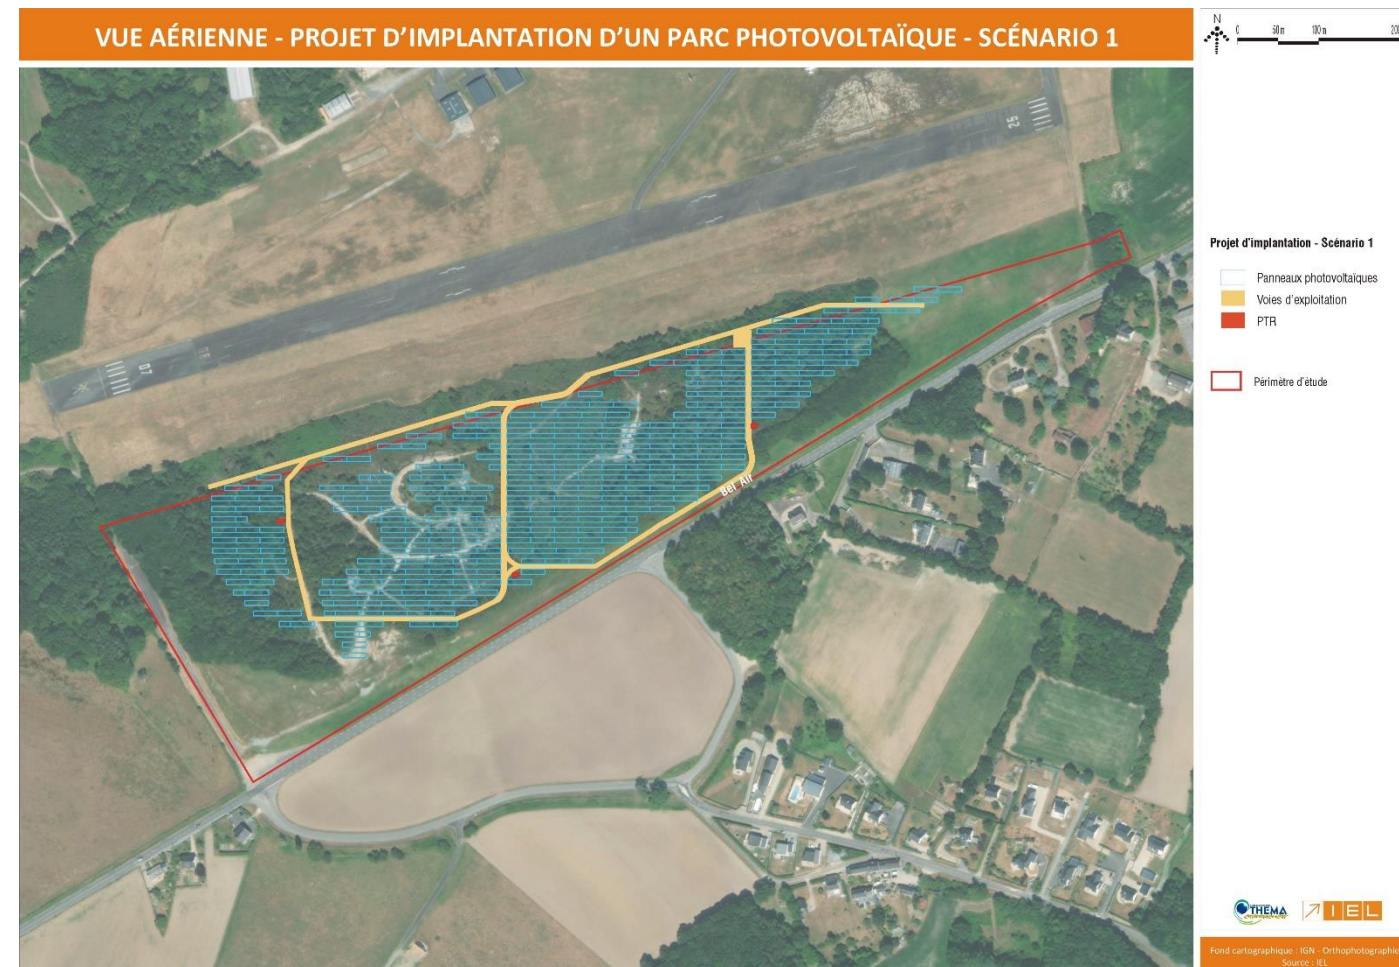 VUE AÉRIENNE - PROJET D'IMPLANTATION D'UN PARC PHOTOVOLTAÏQUE - SCÉNARIO 1
N
0 50 m 100 m 200
Projet d'implantation - Scénario 1
Panneaux photovoltaïques
Voies d'exploitation
PTR
Périmètre d'étude
25
07
Bel Air
THEMA
IEL
Fond cartographique : IGN - Orthophotographie
Source : IEL